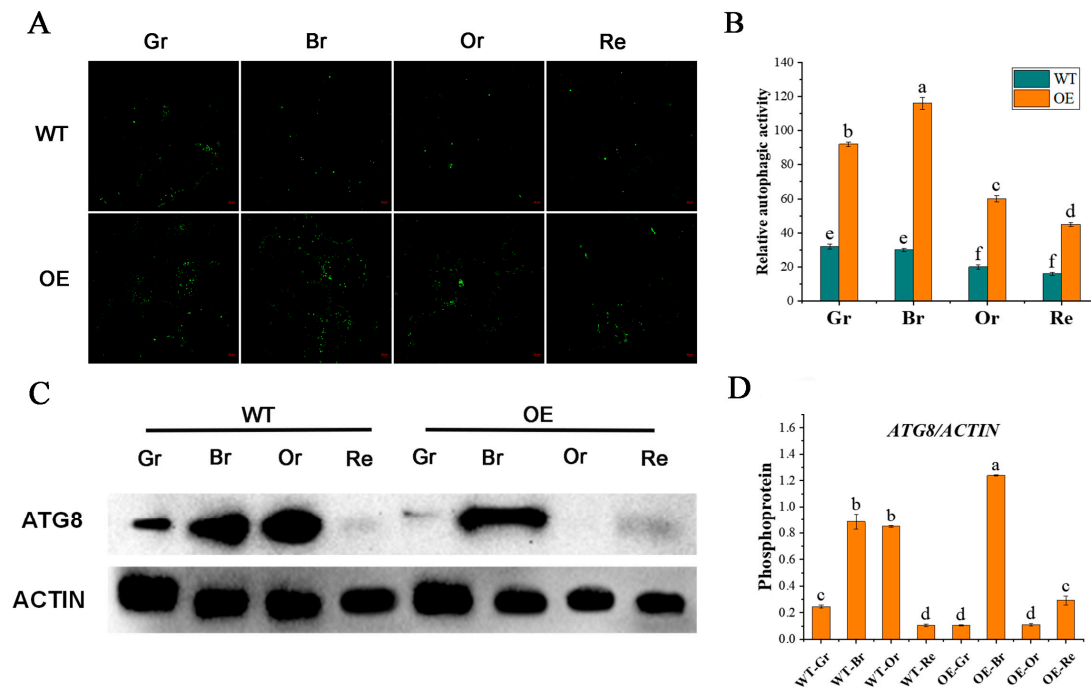 A
Gr Br Or Re
WT
OE
B
Relative autophagic activity
140
120
100
80
60
40
20
0
WT
OE
b
a
c
d
e
e
f
f
Gr Br Or Re
C
WT OE
Gr Br Or Re Gr Br Or Re
ATG8
ACTIN
D
ATG8/ACTIN
Phosphoprotein
1.6
1.4
1.2
1.0
0.8
0.6
0.4
0.2
0.0
c b b d d a d c
WT-Gr WT-Br WT-Or WT-Re OE-Gr OE-Br OE-Or OE-Re